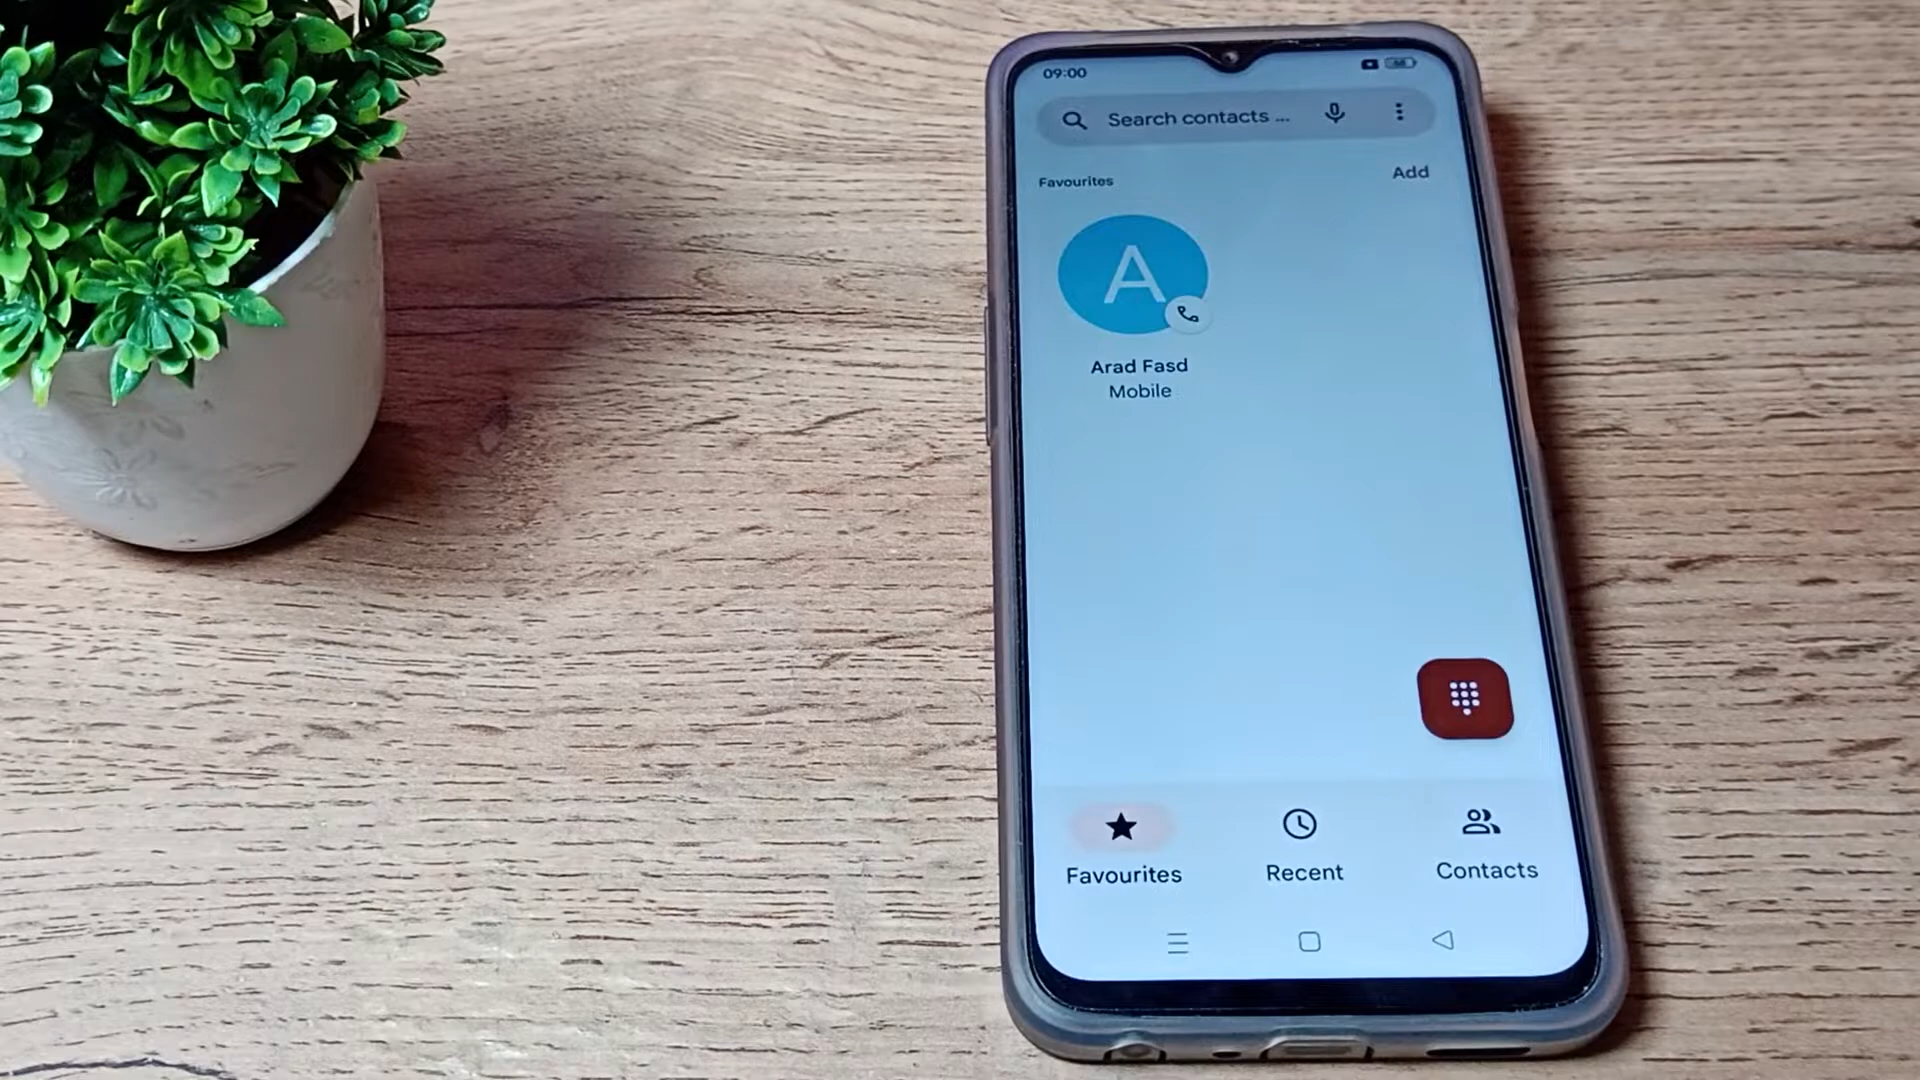 09:00
Search contacts ...
Favourites
Add
A
Arad Fasd
Mobile
Favourites
Recent
Contacts